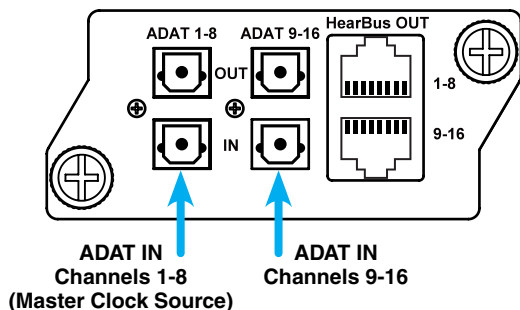 HearBus OUT
ADAT 1-8 ADAT 9-16
OUT
1-8
IN
9-16
ADAT IN
Channels 1-8
(Master Clock Source)
ADAT IN
Channels 9-16